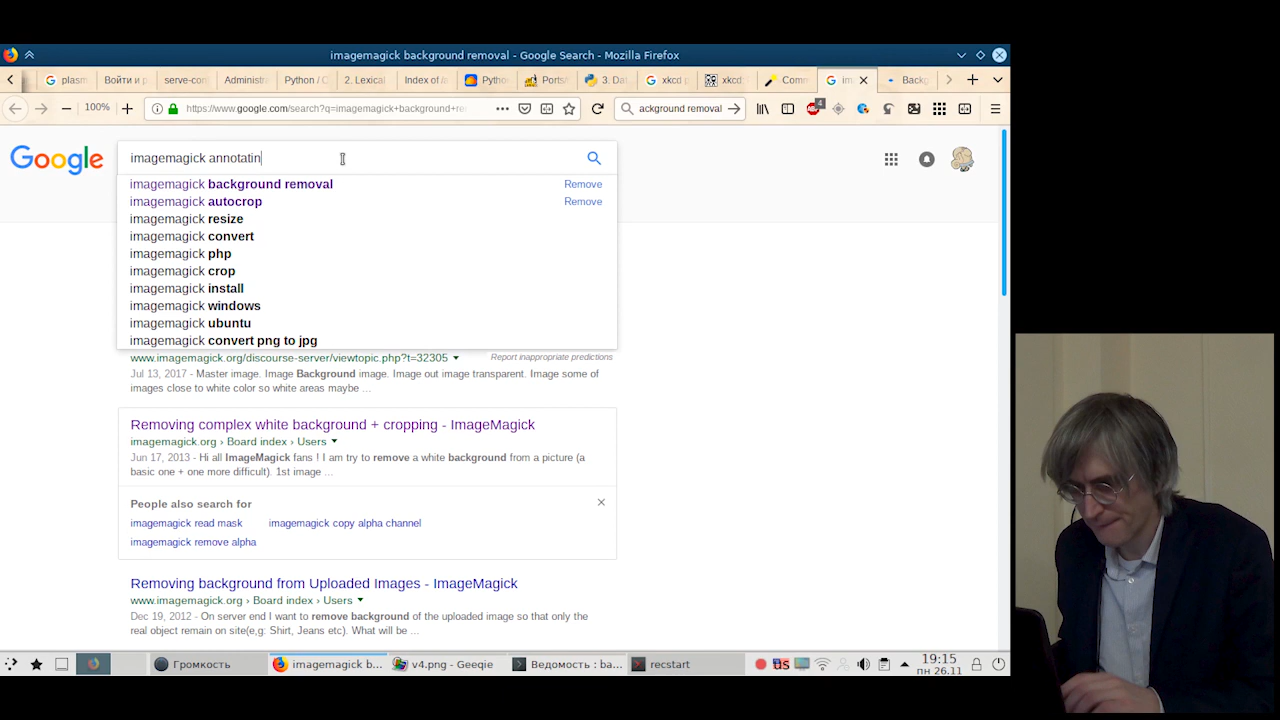 imagemagick background removal - Google Search - Mozilla Firefox
plasm
Войти и р
serve-con
Administra
Python / C
2. Lexical
Index of /
Pytho
Ports
3. Dat
xkcd p
xkcd:
Comm
im
Backg
100%
https://www.google.com/search?q=imagemagick+background+re
ackground removal
4
Google
imagemagick annotatin
imagemagick background removal Remove
imagemagick autocrop Remove
imagemagick resize
imagemagick convert
imagemagick php
imagemagick crop
imagemagick install
imagemagick windows
imagemagick ubuntu
imagemagick convert png to jpg
www.imagemagick.org/discourse-server/viewtopic.php?t=32305 Report inappropriate predictions
Jul 13, 2017 - Master image. Image Background image. Image out image transparent. Image some of
images close to white color so white areas maybe ...
Removing complex white background + cropping - ImageMagick
imagemagick.org › Board index › Users
Jun 17, 2013 - Hi all ImageMagick fans ! I am try to remove a white background from a picture (a
basic one + one more difficult). 1st image ...
People also search for
imagemagick read mask imagemagick copy alpha channel
imagemagick remove alpha
Removing background from Uploaded Images - ImageMagick
www.imagemagick.org › Board index › Users
Dec 19, 2012 - On server end I want to remove background of the uploaded image so that only the
real object remain on site(e,g: Shirt, Jeans etc). What will be ...
Громкость
imagemagick b...
v4.png - Geeqie
Ведомость : ba...
recstart
US
19:15
пн 26.11